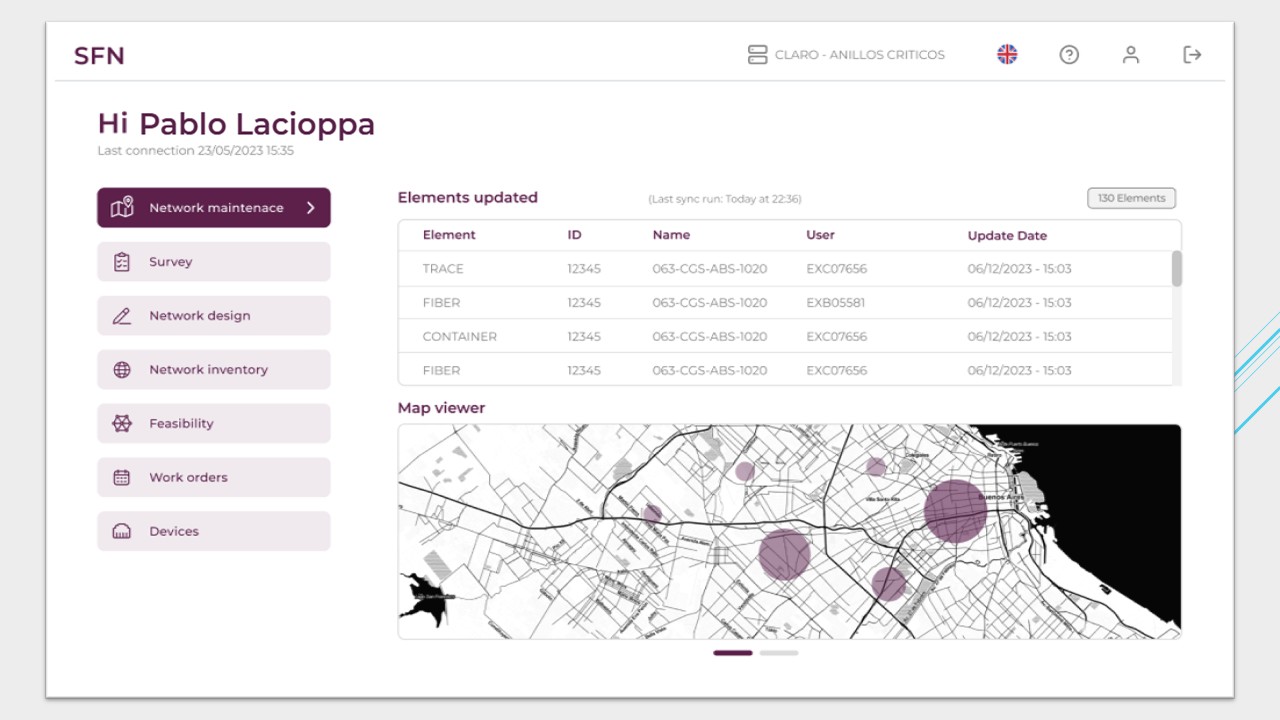 SFN
CLARO - ANILLOS CRITICOS
Hi Pablo Lacioppa
Last connection 23/05/2023 15:35
Network maintenace
Survey
Network design
Network inventory
Feasibility
Work orders
Devices
Elements updated
(Last sync run: Today at 22:36)
130 Elements
Element ID Name User Update Date
TRACE 12345 063-CGS-ABS-1020 EXC07656 06/12/2023 - 15:03
FIBER 12345 063-CGS-ABS-1020 EXB05581 06/12/2023 - 15:03
CONTAINER 12345 063-CGS-ABS-1020 EXC07656 06/12/2023 - 15:03
FIBER 12345 063-CGS-ABS-1020 EXC07656 06/12/2023 - 15:03
Map viewer
Buenos Aires